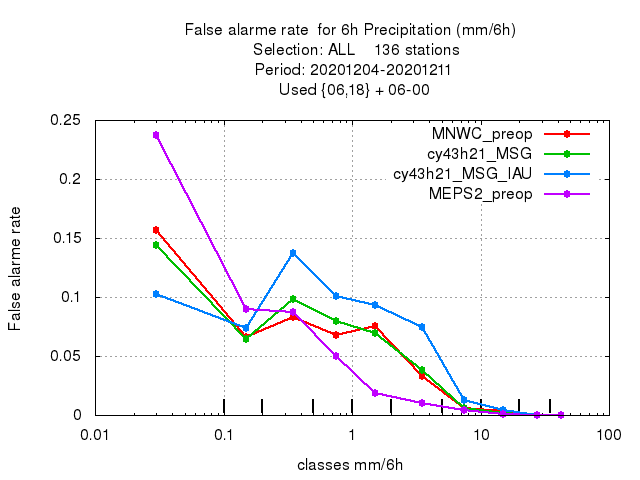 False alarme rate  for 6h Precipitation (mm/6h)
Selection: ALL    136 stations
Period: 20201204-20201211
Used {06,18} + 06-00
0.25
0.2
0.15
0.1
0.05
0
False alarme rate
MNWC_preop
cy43h21_MSG
cy43h21_MSG_IAU
MEPS2_preop
0.01 0.1 1 10 100
classes mm/6h